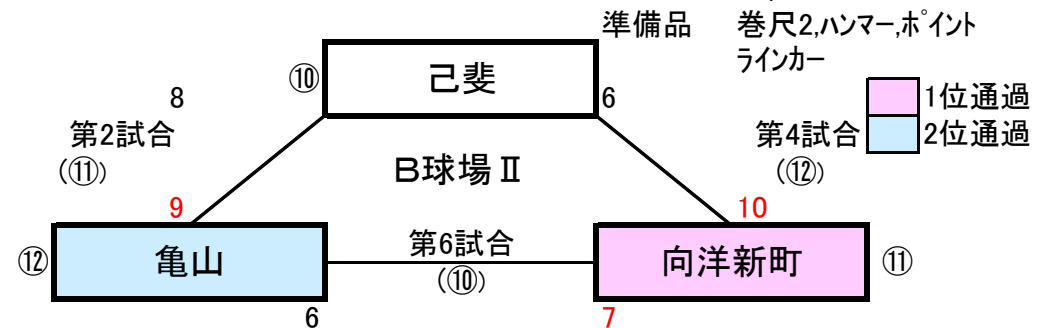 準備品 巻尺2,ハンマー,ポイント
ラインカー
⑩ 己斐
8 6 1位通過
第2試合 第4試合 2位通過
(⑪) B球場Ⅱ (⑫)
9 10
⑫ 亀山 第6試合 向洋新町 ⑪
(⑩)
6 7